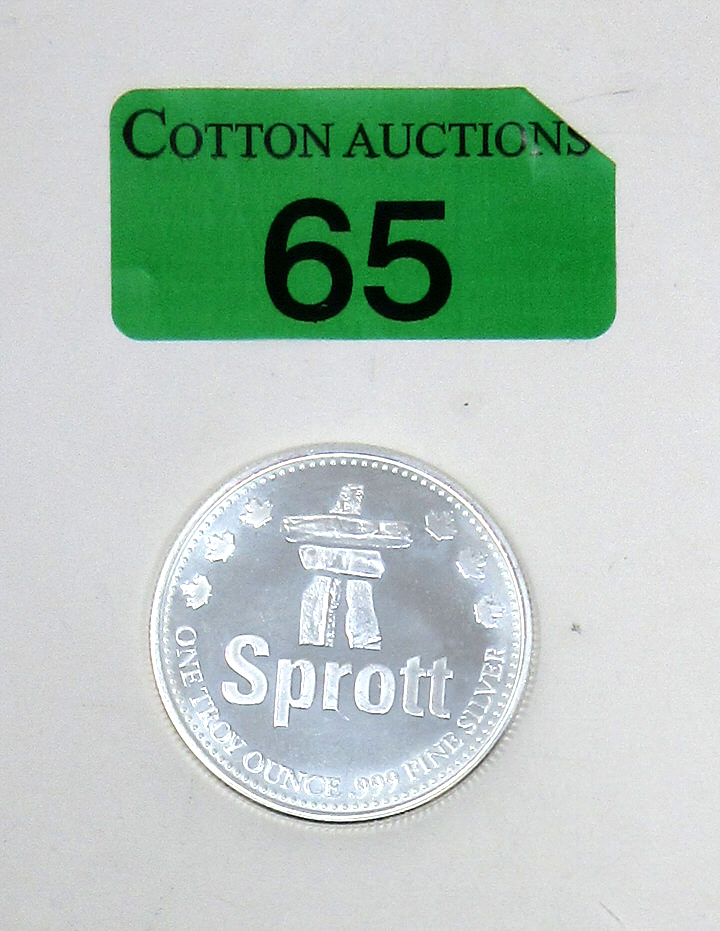 COTTON AUCTIONS
65
Sprott
ONE TROY OUNCE .999 FINE SILVER